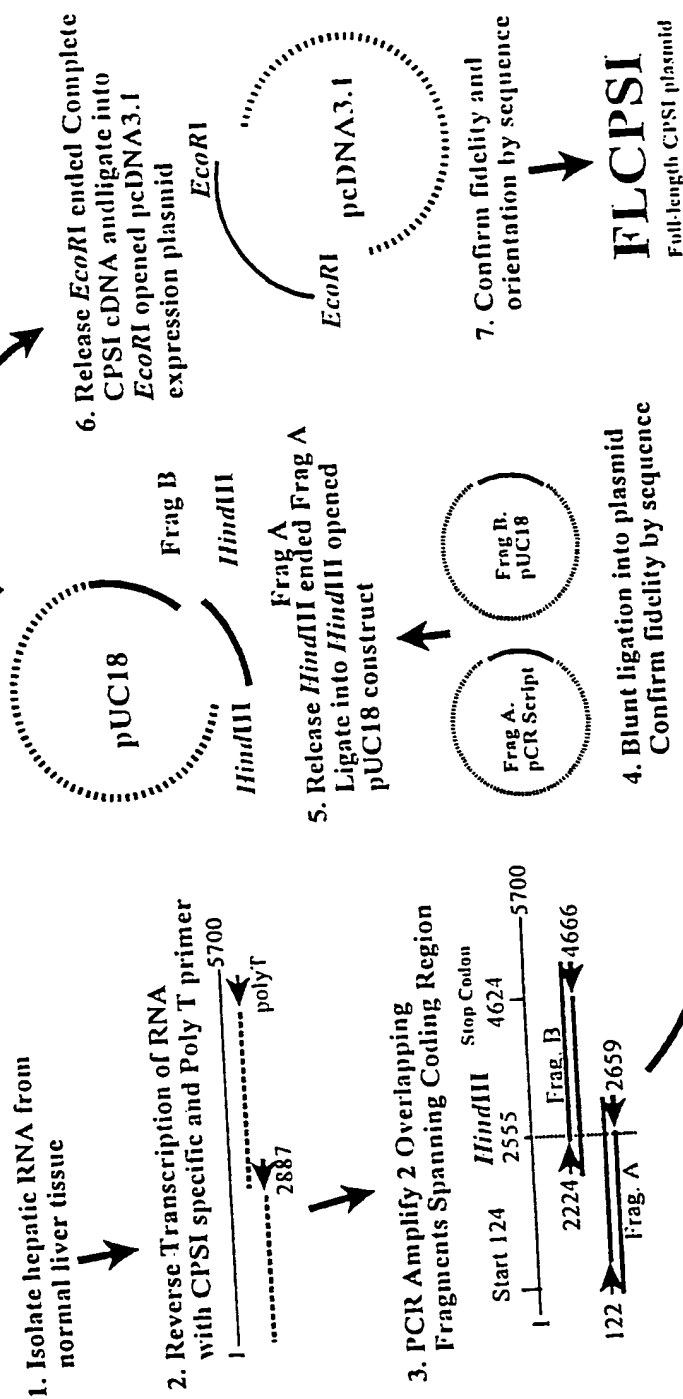 1. Isolate hepatic RNA from
normal liver tissue
2. Reverse Transcription of RNA
with CPSI specific and Poly T primer
1
5700
polyT
2887
3. PCR Amplify 2 Overlapping
Fragments Spanning Coding Region
Start 124
HindIII
Stop Codon
1
2555
4624
5700
2224
Frag. B
4666
122
Frag. A
2659
pUC18
Frag B
HindIII
HindIII
Frag A
5. Release HindIII ended Frag A
Ligate into HindIII opened
pUC18 construct
Frag A.
pCR Script
Frag B.
pUC18
4. Blunt ligation into plasmid
Confirm fidelity by sequence
6. Release EcoRI ended Complete
CPSI cDNA andligate into
EcoRI opened pcDNA3.1
expression plasmid
EcoRI
EcoRI
pcDNA3.1
7. Confirm fidelity and
orientation by sequence
FLCPSI
Full-length CPSI plasmid